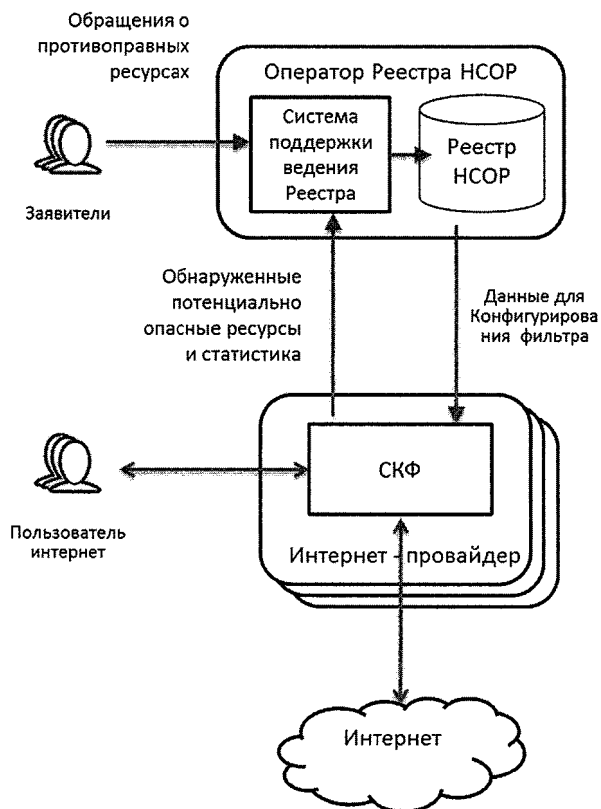 Обращения о
противоправных
ресурсах
Оператор Реестра НСОР
Система
поддержки
ведения
Реестра
Реестр
НСОР
Заявители
Обнаруженные
потенциально
опасные ресурсы
и статистика
Данные для
Конфигурирова
ния фильтра
СКФ
Пользователь
интернет
Интернет - провайдер
Интернет